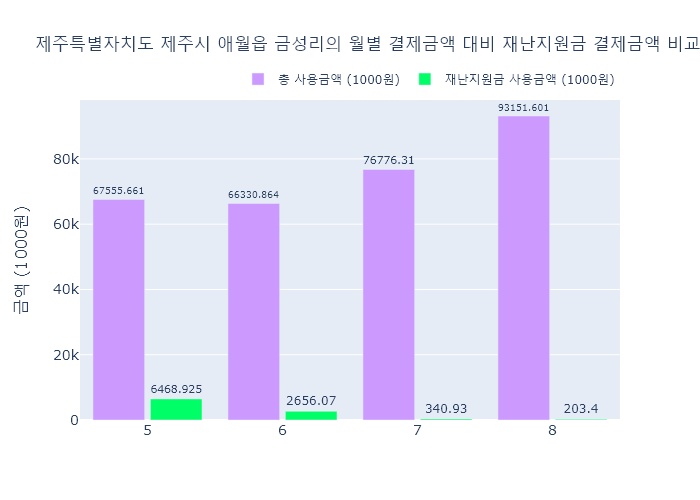 제주특별자치도 제주시 애월읍 금성리의 월별 결제금액 대비 재난지원금 결제금액 비교
총 사용금액 (1000원)
재난지원금 사용금액 (1000원)
금액 (1000원)
80k
60k
40k
20k
0
67555.661
6468.925
66330.864
2656.07
76776.31
340.93
93151.601
203.4
5
6
7
8